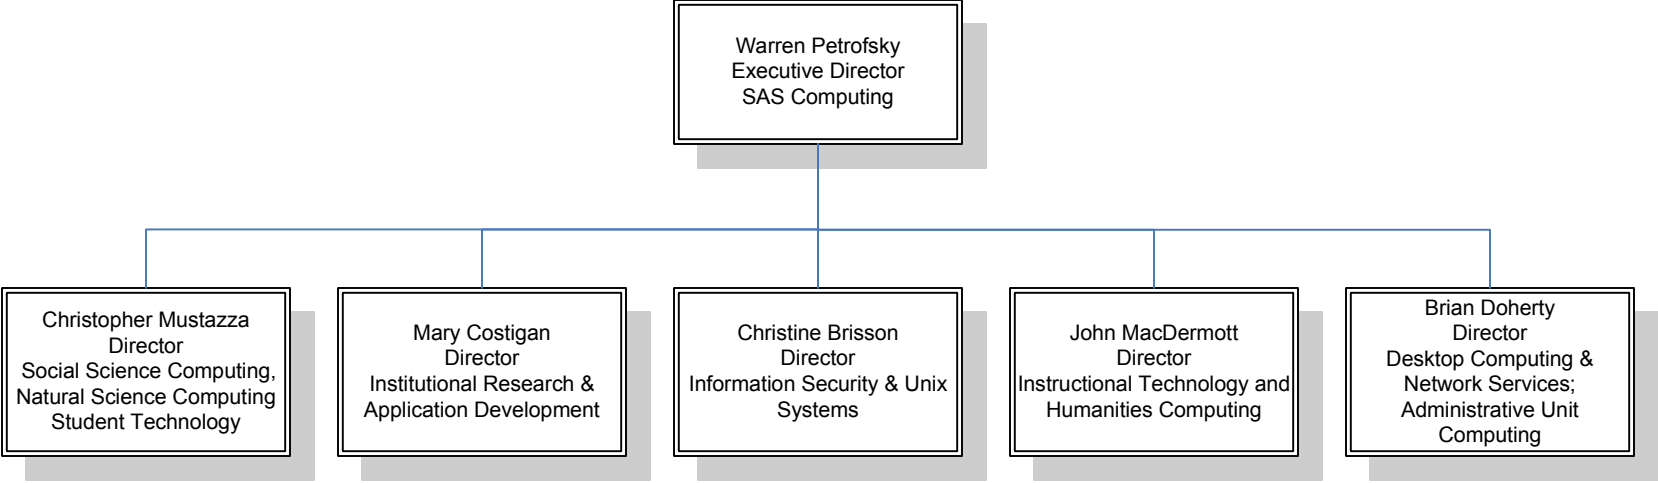 Warren Petrofsky
Executive Director
SAS Computing
Christopher Mustazza
Director
Social Science Computing,
Natural Science Computing
Student Technology
Mary Costigan
Director
Institutional Research &
Application Development
Christine Brisson
Director
Information Security & Unix
Systems
John MacDermott
Director
Instructional Technology and
Humanities Computing
Brian Doherty
Director
Desktop Computing &
Network Services;
Administrative Unit
Computing